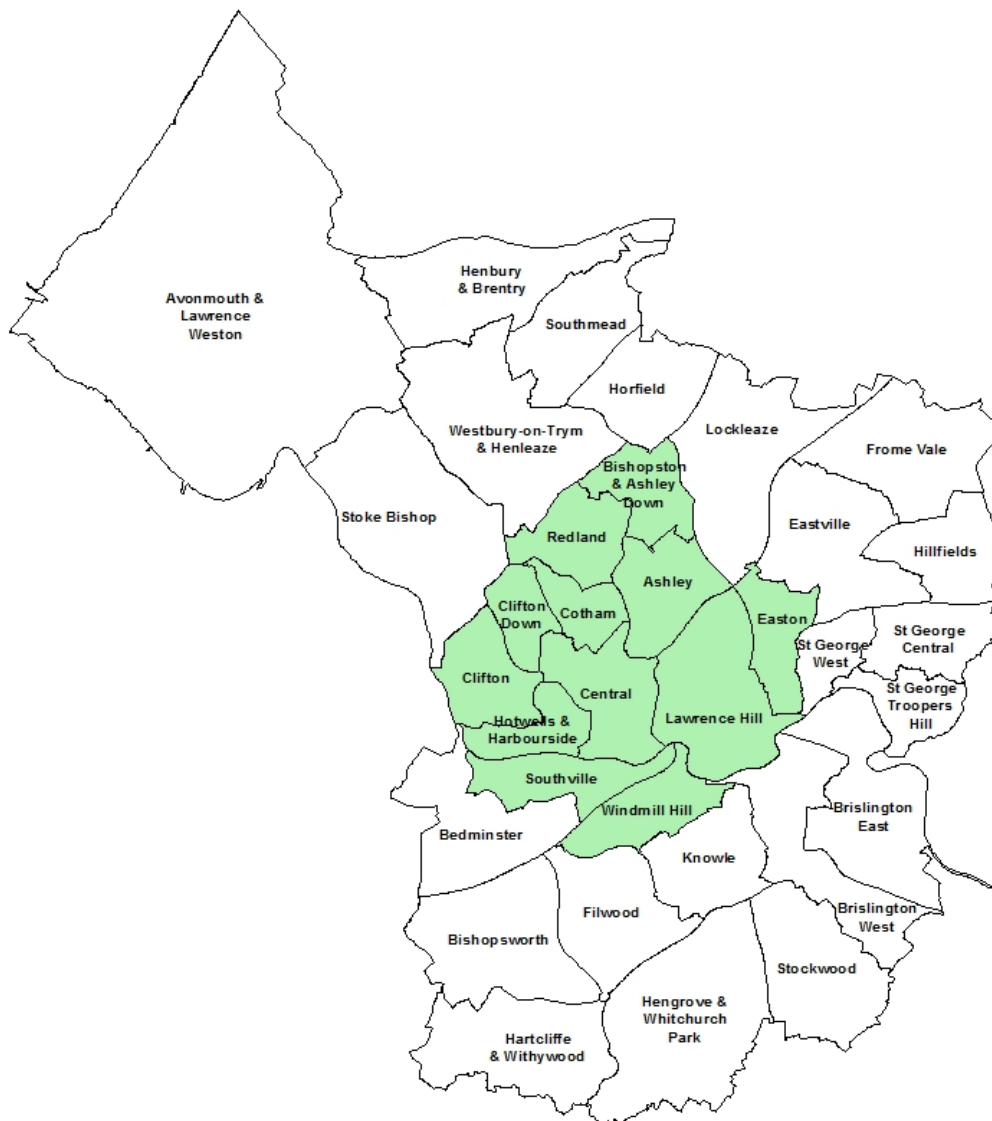 Henbury
& Brentry
Avonmouth &
Lawrence
Weston
Southmead
Horfield
Westbury-on-Trym
& Henleaze
Lockleaze
Frome Vale
Bishopston
& Ashley
Down
Stoke Bishop
Eastville
Redland
Hillfields
Ashley
Clifton
Down
Cotham
Easton
St George
Central
St George
West
Clifton
Central
St George
Troopers
Hill
Hotwells &
Harbourside
Lawrence Hill
Southville
Windmill Hill
Brislington
East
Bedminster
Knowle
Filwood
Brislington
West
Bishopsworth
Stockwood
Hengrove &
Whitchurch
Park
Hartcliffe
& Withywood